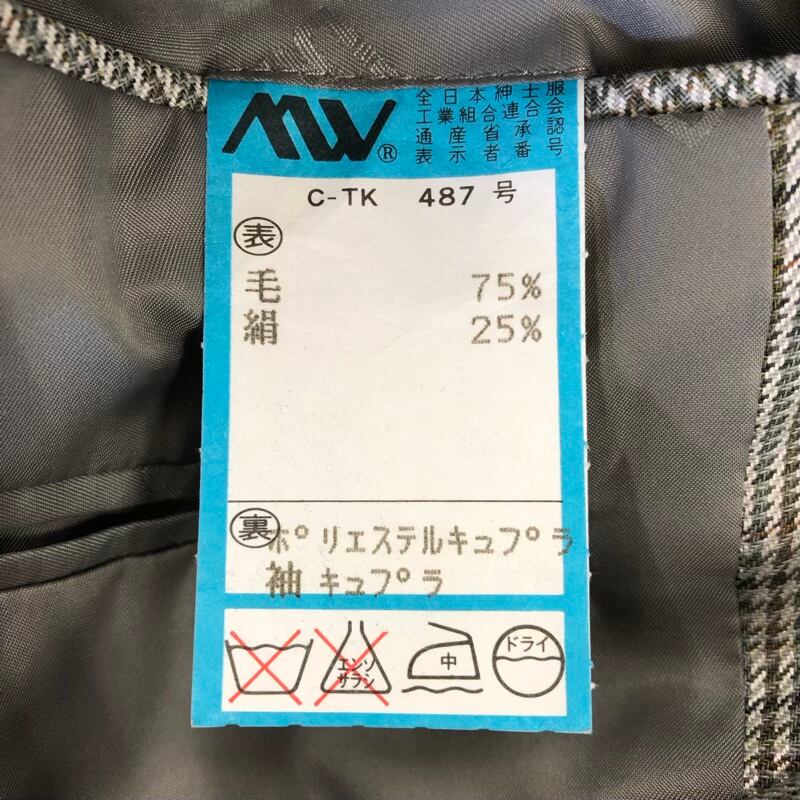 MW®
全日本紳士服
工業組合連合会
通産省承認
表示者番号
C-TK 487 号
表
毛 75%
絹 25%
裏
ポリエステルキュプラ
袖キュプラ
エンソ
サラシ
中
ドライ